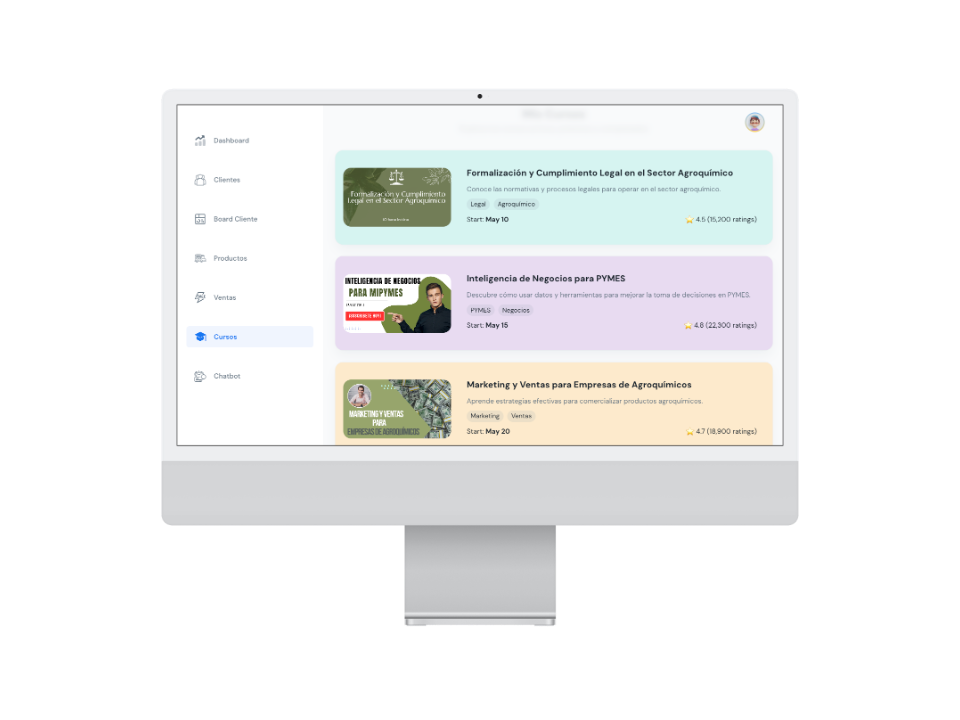 Dashboard
Clientes
Board Cliente
Productos
Ventas
Cursos
Chatbot
Formalización y Cumplimiento
Legal en el Sector Agroquímico
Formalización y Cumplimiento Legal en el Sector Agroquímico
Conoce las normativas y procesos legales para operar en el sector agroquímico.
Legal Agroquímico
Start: May 10
4.5 (15,200 ratings)
INTELIGENCIA DE NEGOCIOS
PARA MIPYMES
Inteligencia de Negocios para PYMES
Descubre cómo usar datos y herramientas para mejorar la toma de decisiones en PYMES.
PYMES Negocios
Start: May 15
4.8 (22,300 ratings)
MARKETING Y VENTAS
PARA
EMPRESAS DE AGROQUÍMICOS
Marketing y Ventas para Empresas de Agroquímicos
Aprende estrategias efectivas para comercializar productos agroquímicos.
Marketing Ventas
Start: May 20
4.7 (18,900 ratings)